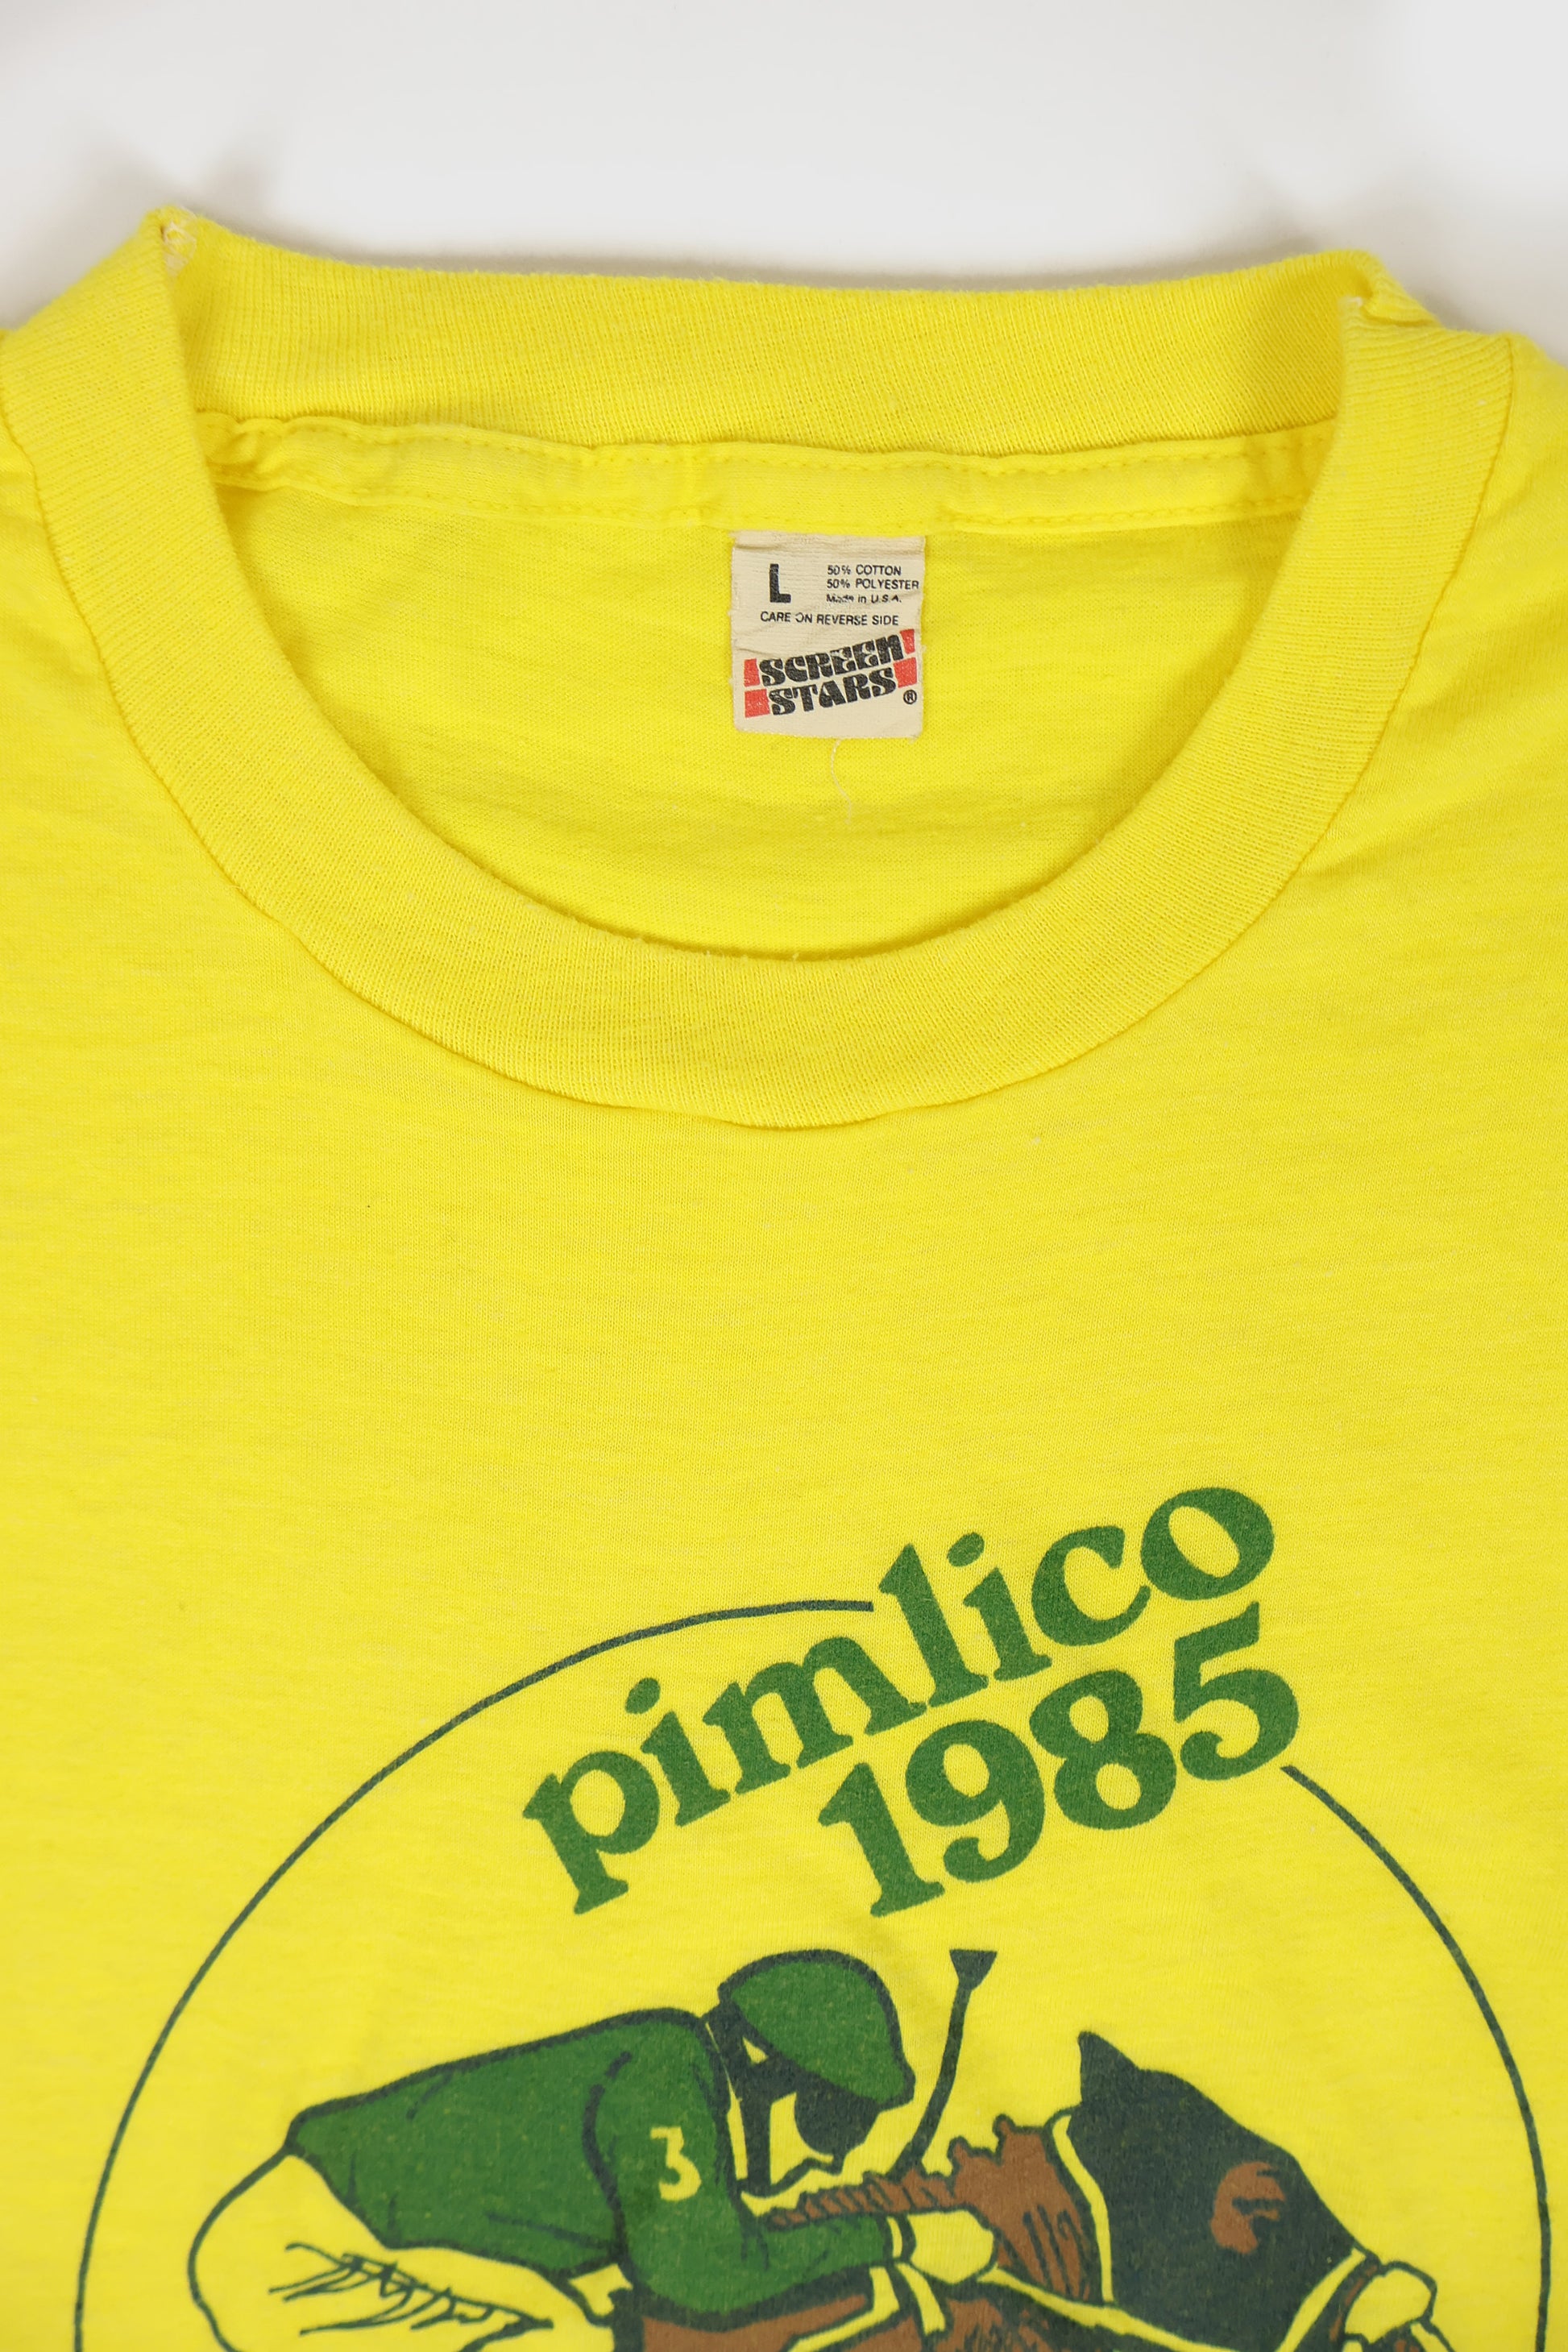 L
50% COTTON
50% POLYESTER
Made in U.S.A.
CARE ON REVERSE SIDE
SCREEN
STARS®
pimlico
1985
3